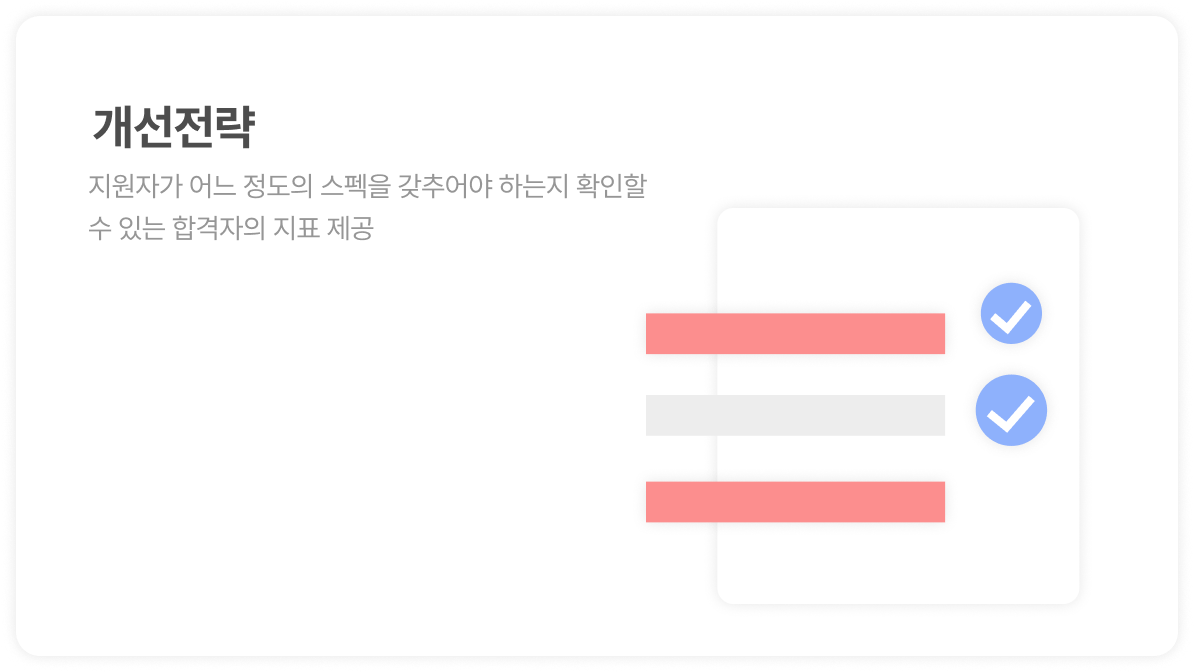 개선전략
지원자가 어느 정도의 스펙을 갖추어야 하는지 확인할
수 있는 합격자의 지표 제공